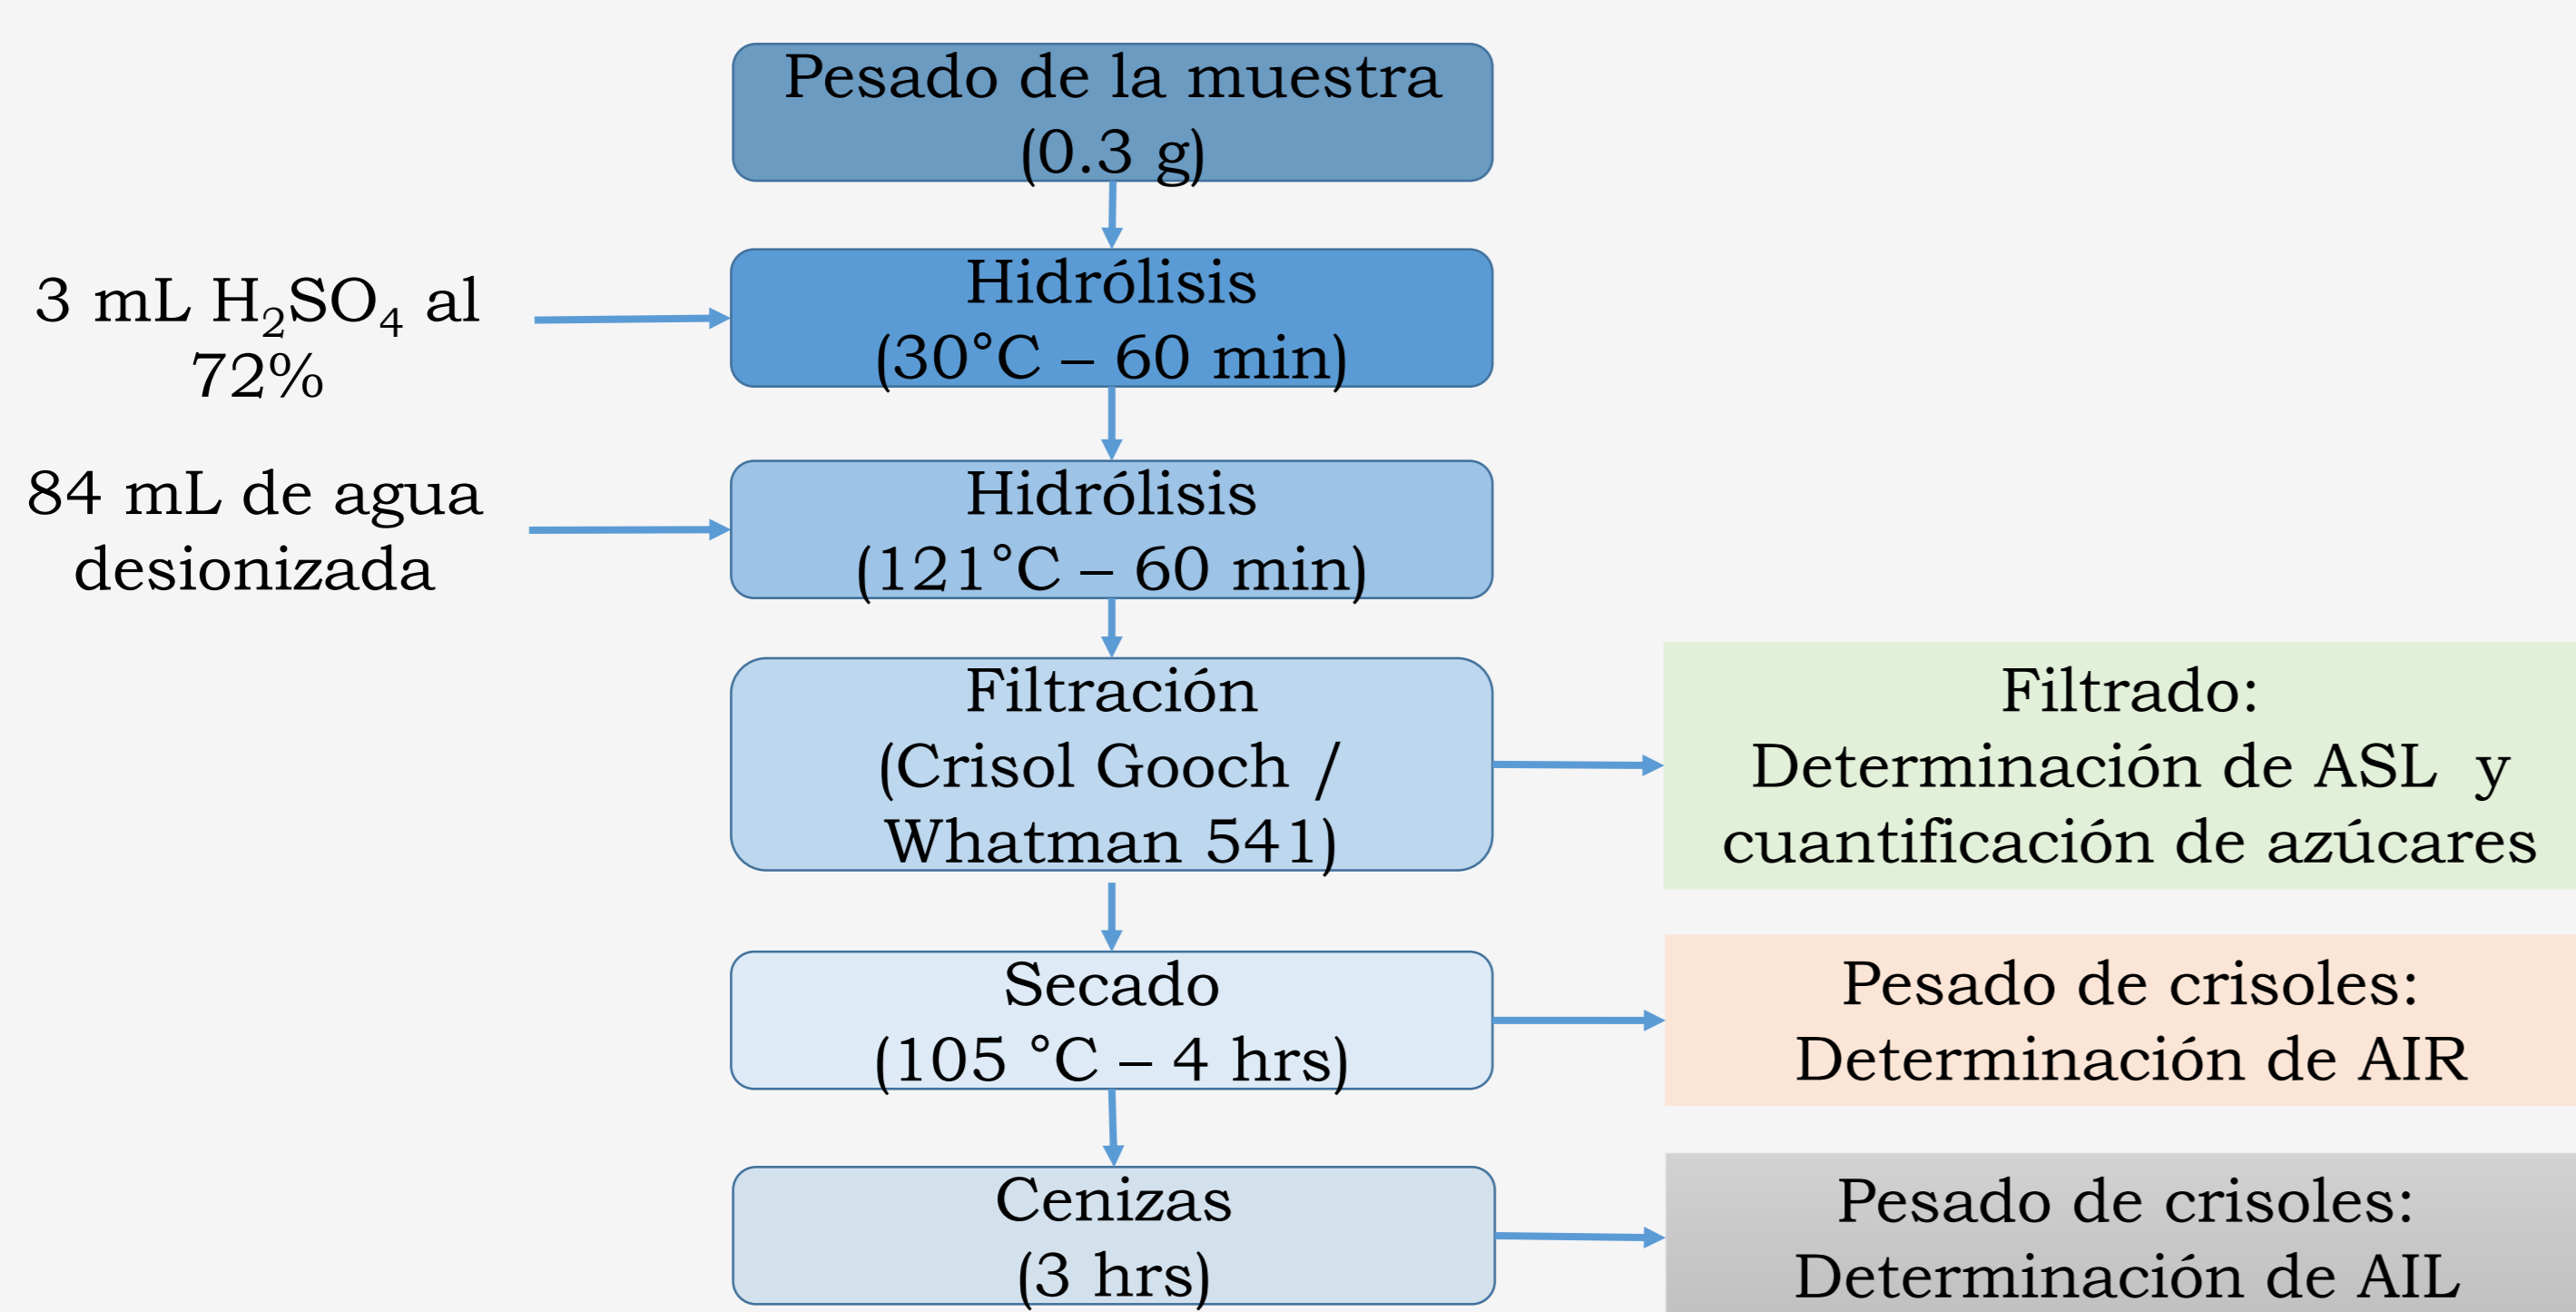 Pesado de la muestra
(0.3 g)
3 mL H₂SO₄ al
72%
Hidrólisis
(30°C – 60 min)
84 mL de agua
desionizada
Hidrólisis
(121°C – 60 min)
Filtración
(Crisol Gooch /
Whatman 541)
Filtrado:
Determinación de ASL y
cuantificación de azúcares
Secado
(105 °C – 4 hrs)
Pesado de crisoles:
Determinación de AIR
Cenizas
(3 hrs)
Pesado de crisoles:
Determinación de AIL